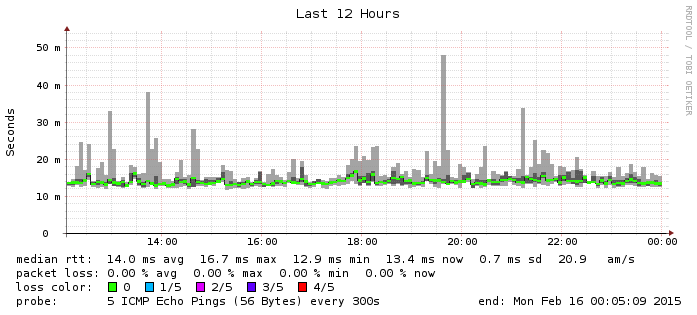 Last 12 Hours
RRDTOOL / TOBI OETIKER
Seconds
50 m
40 m
30 m
20 m
10 m
0
14:00 16:00 18:00 20:00 22:00 00:00
median rtt: 14.0 ms avg 16.7 ms max 12.9 ms min 13.4 ms now 0.7 ms sd 20.9 am/s
packet loss: 0.00 % avg 0.00 % max 0.00 % min 0.00 % now
loss color: 0 1/5 2/5 3/5 4/5
probe: 5 ICMP Echo Pings (56 Bytes) every 300s end: Mon Feb 16 00:05:09 2015